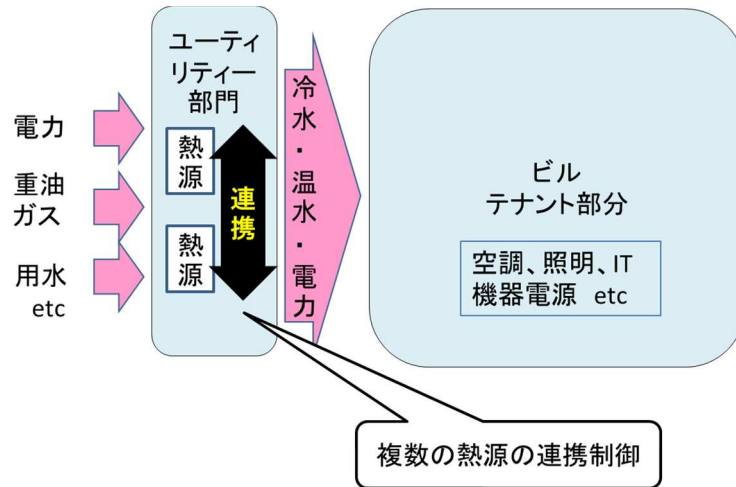 電力
重油
ガス
用水
etc
ユーティ
リティー
部門
熱
源
熱
源
連携
冷水・温水・電力
ビル
テナント部分
空調、照明、IT
機器電源 etc
複数の熱源の連携制御